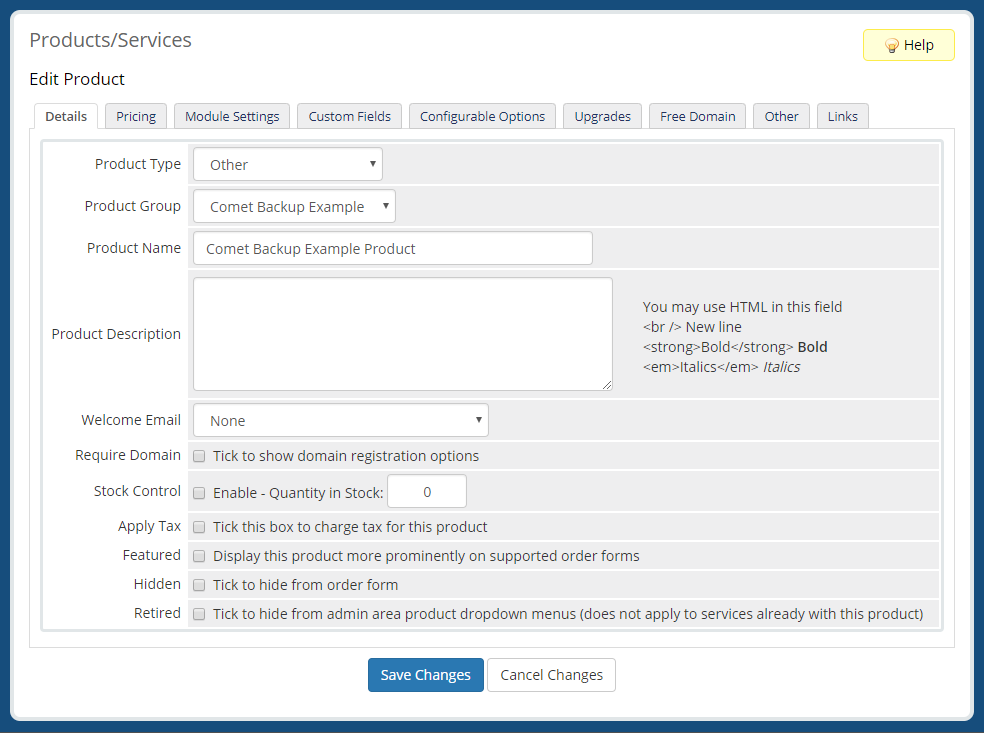 Products/Services
Help
Edit Product
Details Pricing Module Settings Custom Fields Configurable Options Upgrades Free Domain Other Links
Product Type Other
Product Group Comet Backup Example
Product Name Comet Backup Example Product
Product Description
You may use HTML in this field
<br /> New line
<strong>Bold</strong> Bold
<em>Italics</em> Italics
Welcome Email None
Require Domain Tick to show domain registration options
Stock Control Enable - Quantity in Stock: 0
Apply Tax Tick this box to charge tax for this product
Featured Display this product more prominently on supported order forms
Hidden Tick to hide from order form
Retired Tick to hide from admin area product dropdown menus (does not apply to services already with this product)
Save Changes Cancel Changes